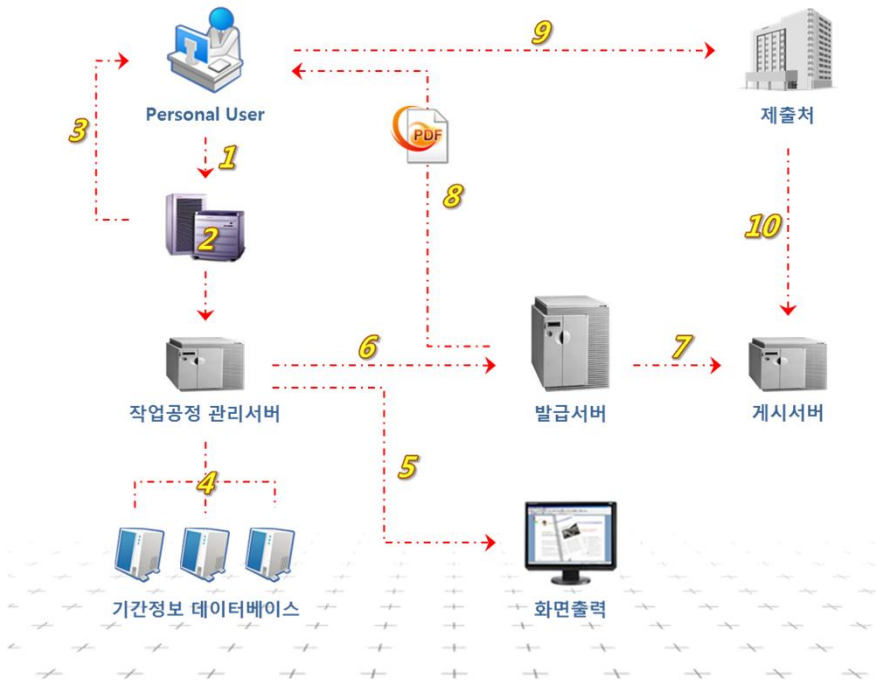 9
Personal User
제출처
3
1
PDF
8
2
10
6
7
작업공정 관리서버
발급서버
게시서버
4
5
기간정보 데이터베이스
화면출력